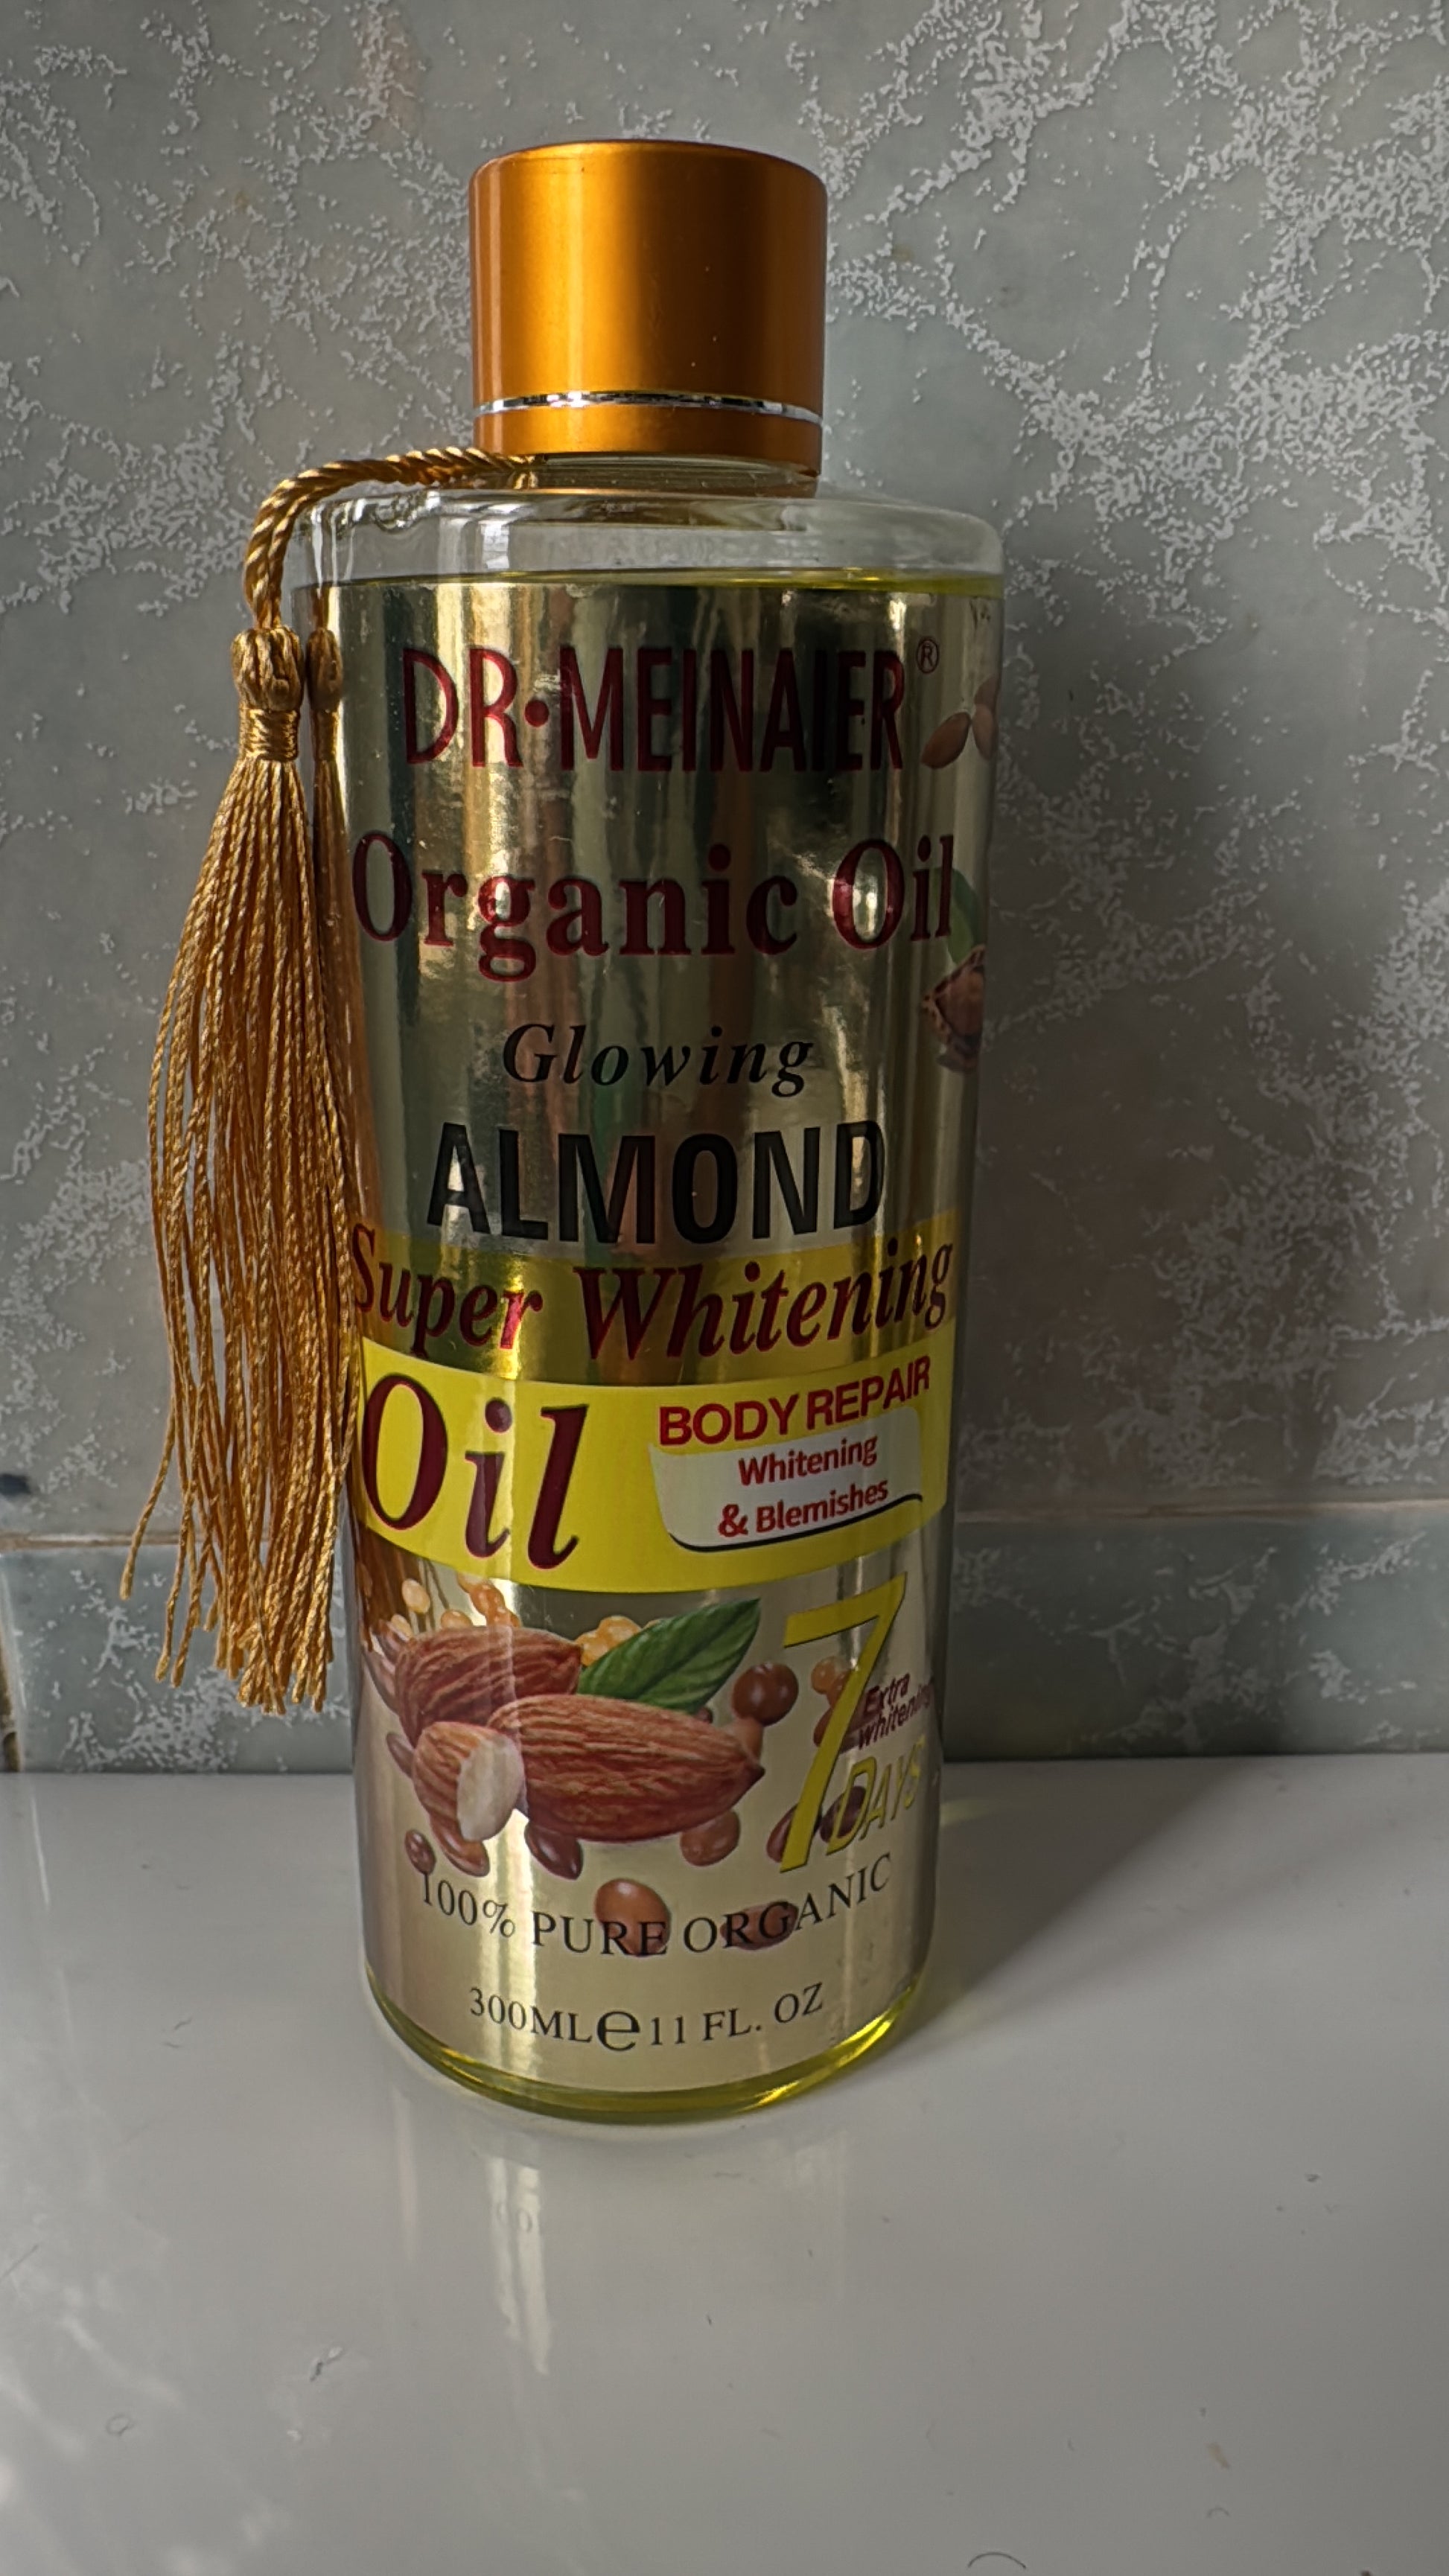 DR·MEINAIER®
Organic Oil
Glowing
ALMOND
Super Whitening
Oil
BODY REPAIR
Whitening
& Blemishes
7
Extra
whitening
DAYS
100% PURE ORGANIC
300ML℮11 FL. OZ